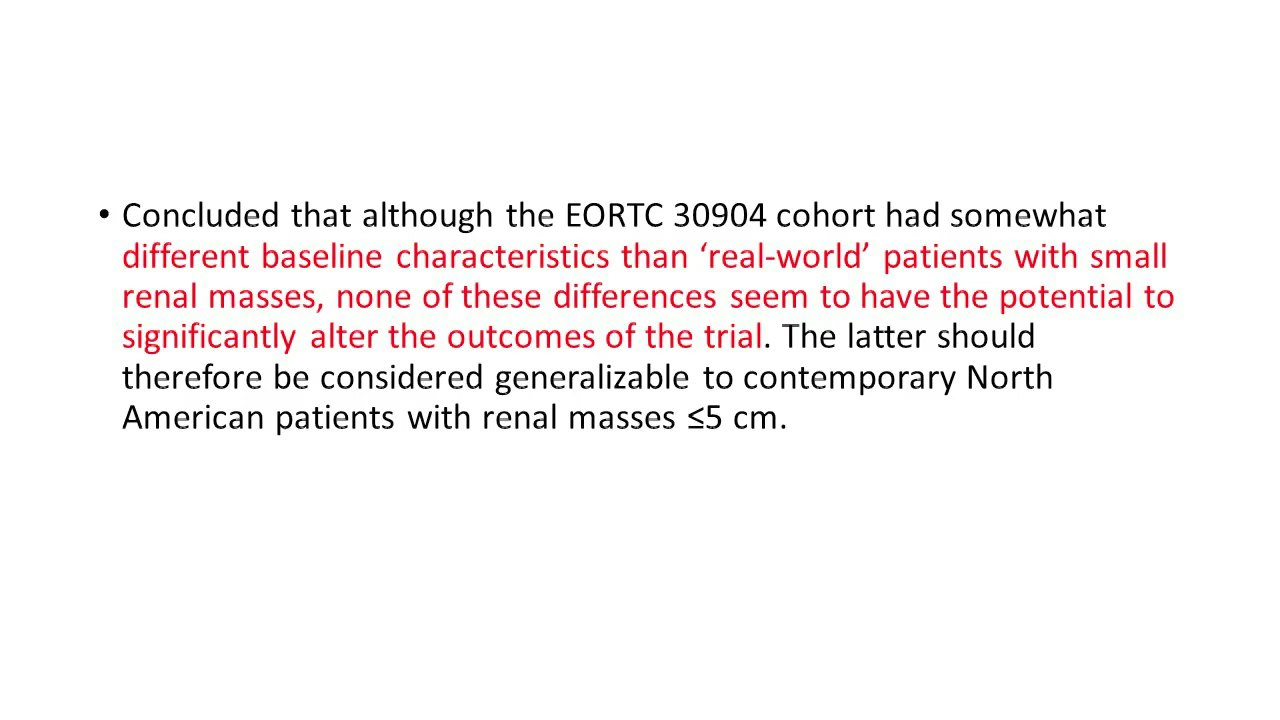 • Concluded that although the EORTC 30904 cohort had somewhat
different baseline characteristics than ‘real-world’ patients with small
renal masses, none of these differences seem to have the potential to
significantly alter the outcomes of the trial. The latter should
therefore be considered generalizable to contemporary North
American patients with renal masses ≤5 cm.